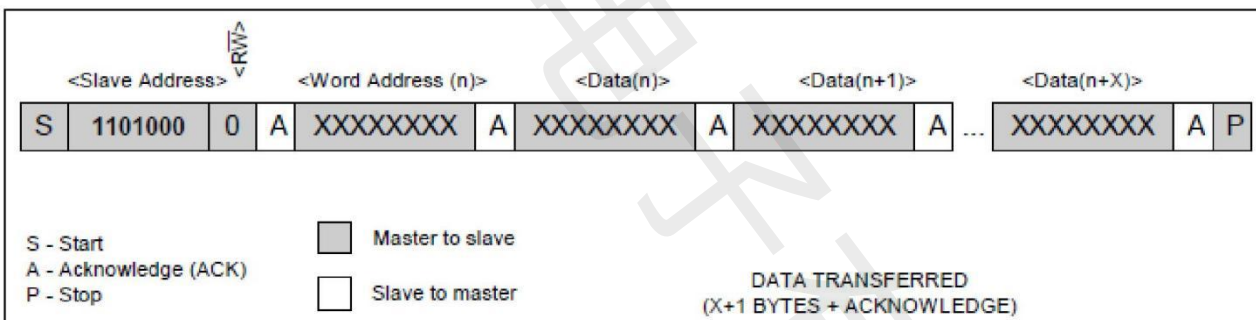 <Slave Address> <RW> <Word Address (n)> <Data(n)> <Data(n+1)> <Data(n+X)>
S 1101000 0 A XXXXXXXX A XXXXXXXX A XXXXXXXX A ... XXXXXXXX A P
S - Start
A - Acknowledge (ACK)
P - Stop
Master to slave
Slave to master
DATA TRANSFERRED
(X+1 BYTES + ACKNOWLEDGE)